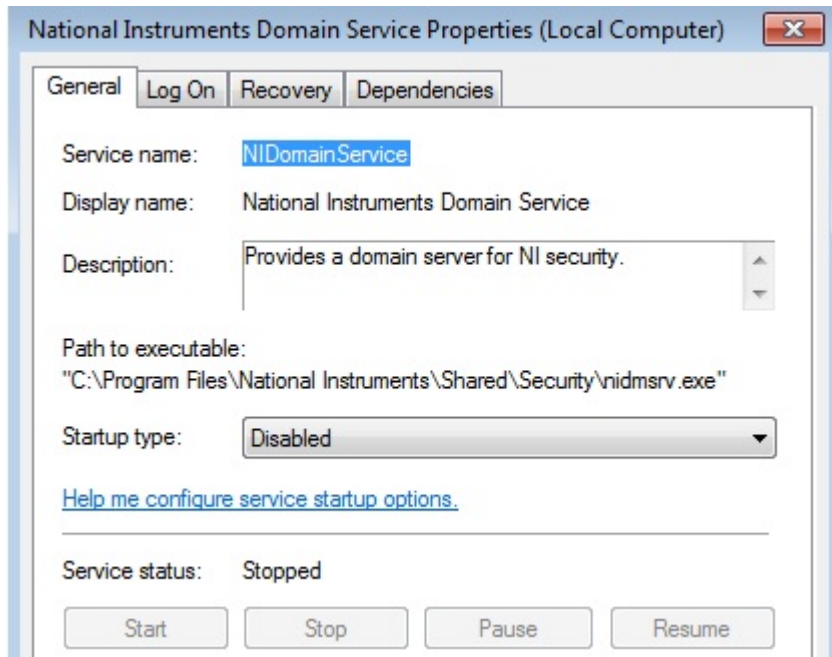 National Instruments Domain Service Properties (Local Computer)
General Log On Recovery Dependencies
Service name: NIDomainService
Display name: National Instruments Domain Service
Description: Provides a domain server for NI security.
Path to executable:
"C:\Program Files\National Instruments\Shared\Security\nidmsrv.exe"
Startup type: Disabled
Help me configure service startup options.
Service status: Stopped
Start Stop Pause Resume